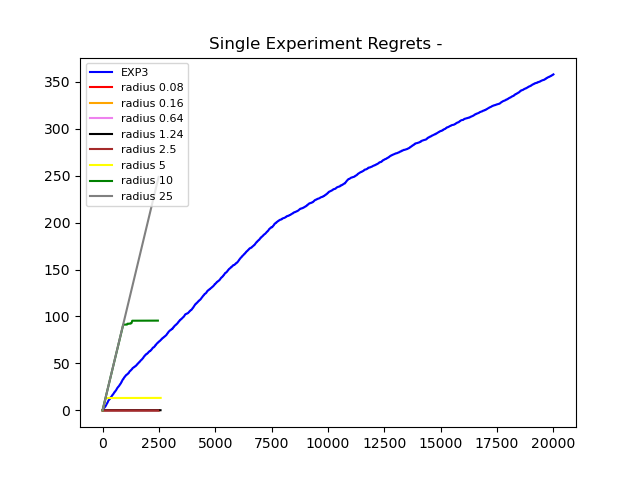 Single Experiment Regrets -
EXP3
radius 0.08
radius 0.16
radius 0.64
radius 1.24
radius 2.5
radius 5
radius 10
radius 25
350
300
250
200
150
100
50
0
0 2500 5000 7500 10000 12500 15000 17500 20000